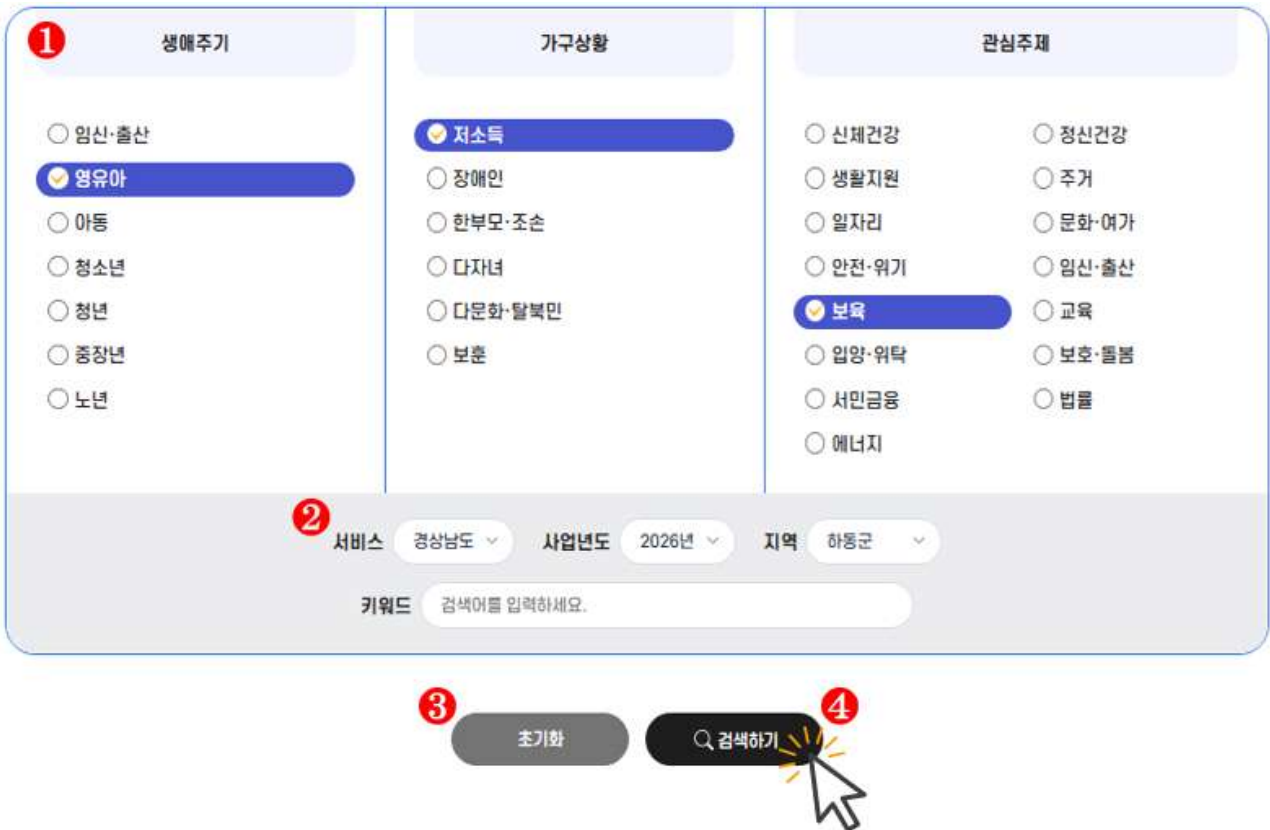 1 생애주기 가구상황 관심주제
임신·출산 저소득 신체건강 정신건강
영유아 장애인 생활지원 주거
아동 한부모·조손 일자리 문화·여가
청소년 다자녀 안전·위기 임신·출산
청년 다문화·탈북민 보육 교육
중장년 보훈 입양·위탁 보호·돌봄
노년 서민금융 법률
에너지
2 서비스 경상남도 사업년도 2026년 지역 하동군
키워드 검색어를 입력하세요.
3 초기화 4 검색하기